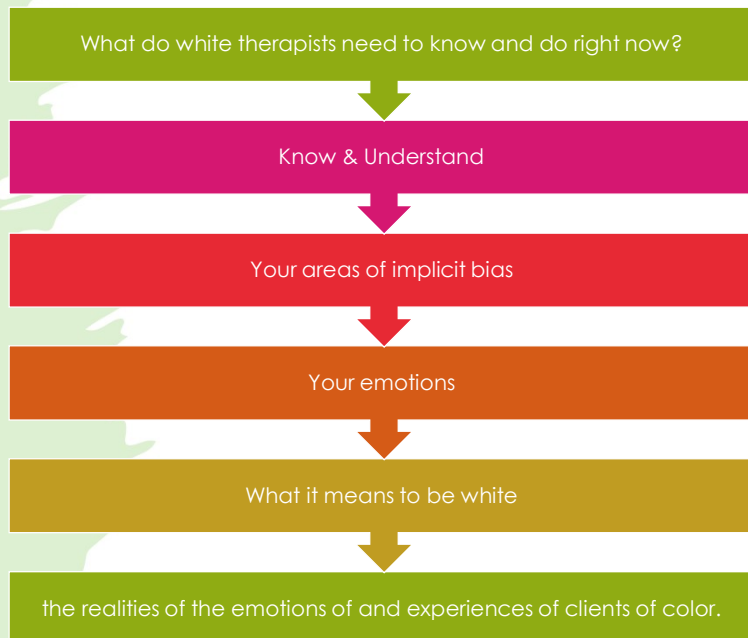 What do white therapists need to know and do right now?
Know & Understand
Your areas of implicit bias
Your emotions
What it means to be white
the realities of the emotions of and experiences of clients of color.